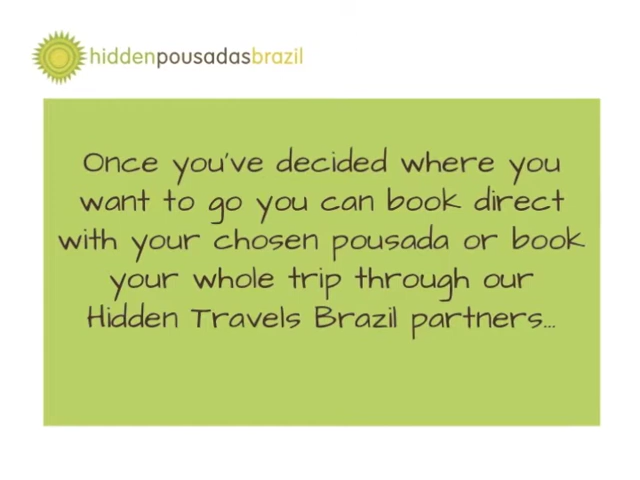 hiddenpousadasbrazil
Once you've decided where you
want to go you can book direct
with your chosen pousada or book
your whole trip through our
Hidden Travels Brazil partners...